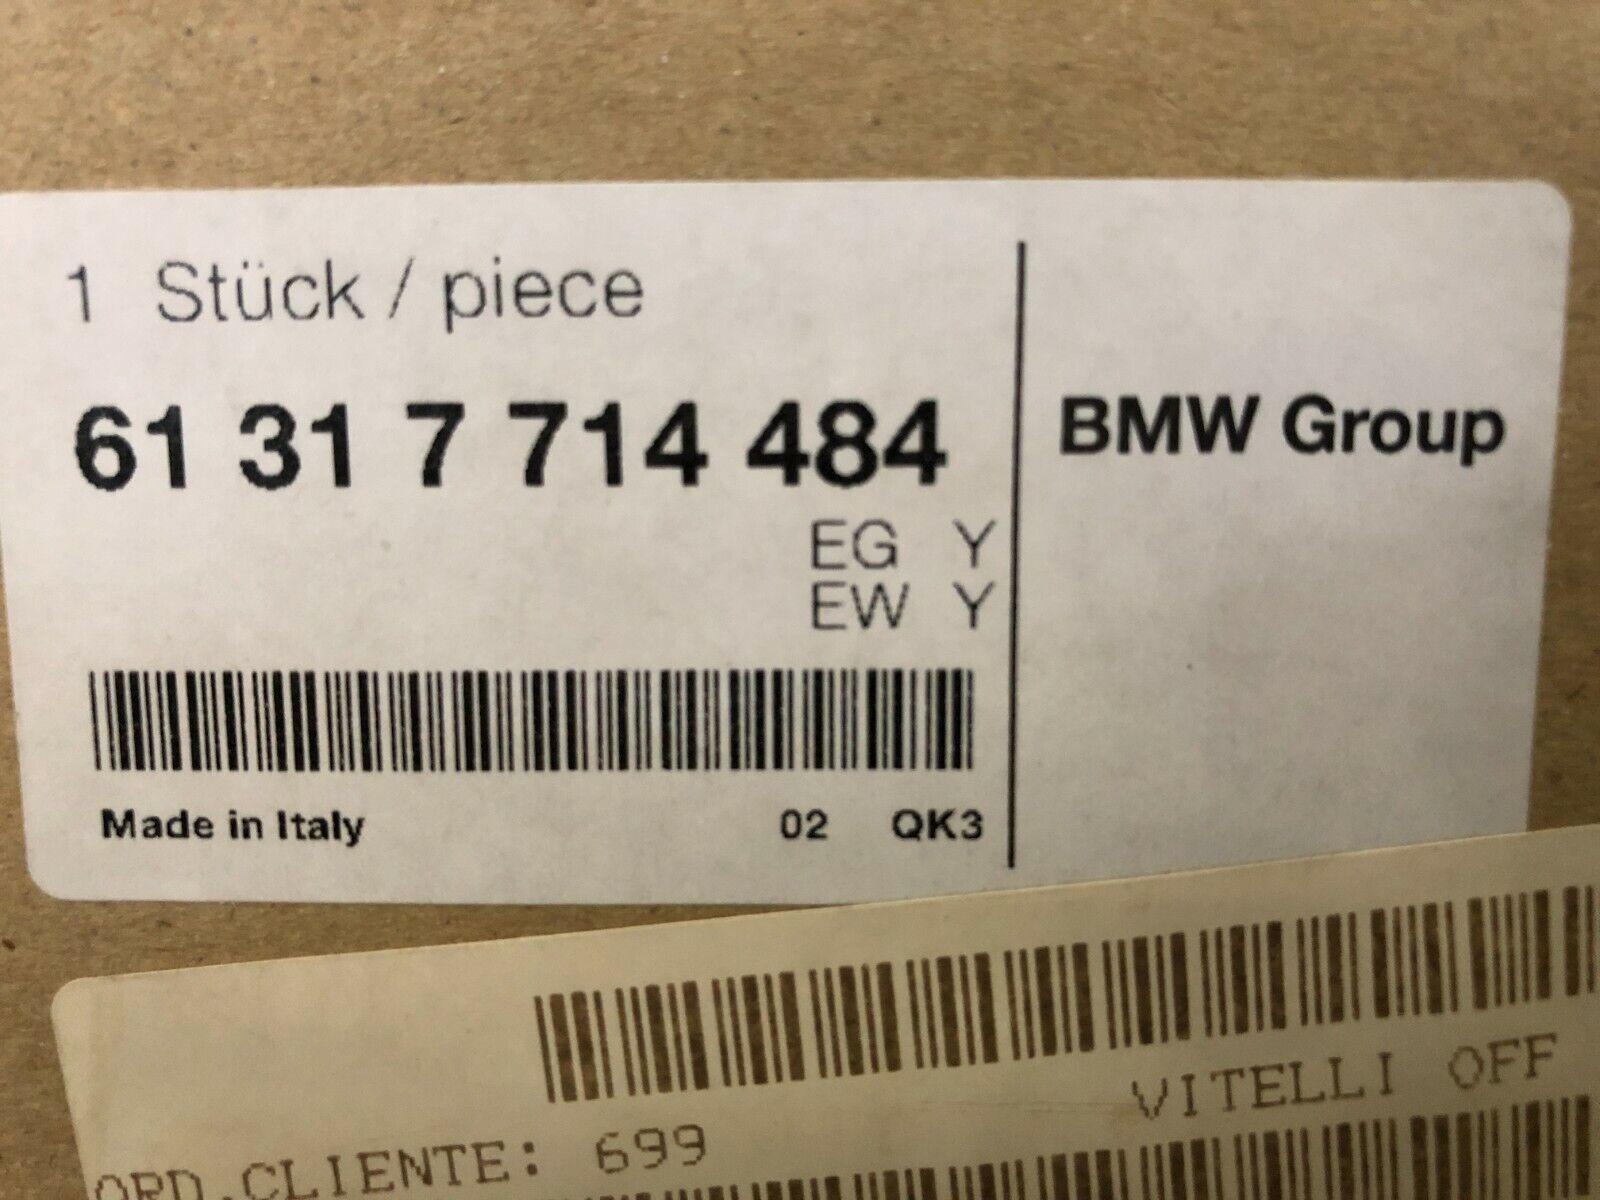 1 Stück / piece
61 31 7 714 484
BMW Group
EG Y
EW Y
Made in Italy 02 QK3
VITELLI OFF
ORD.CLIENTE: 699